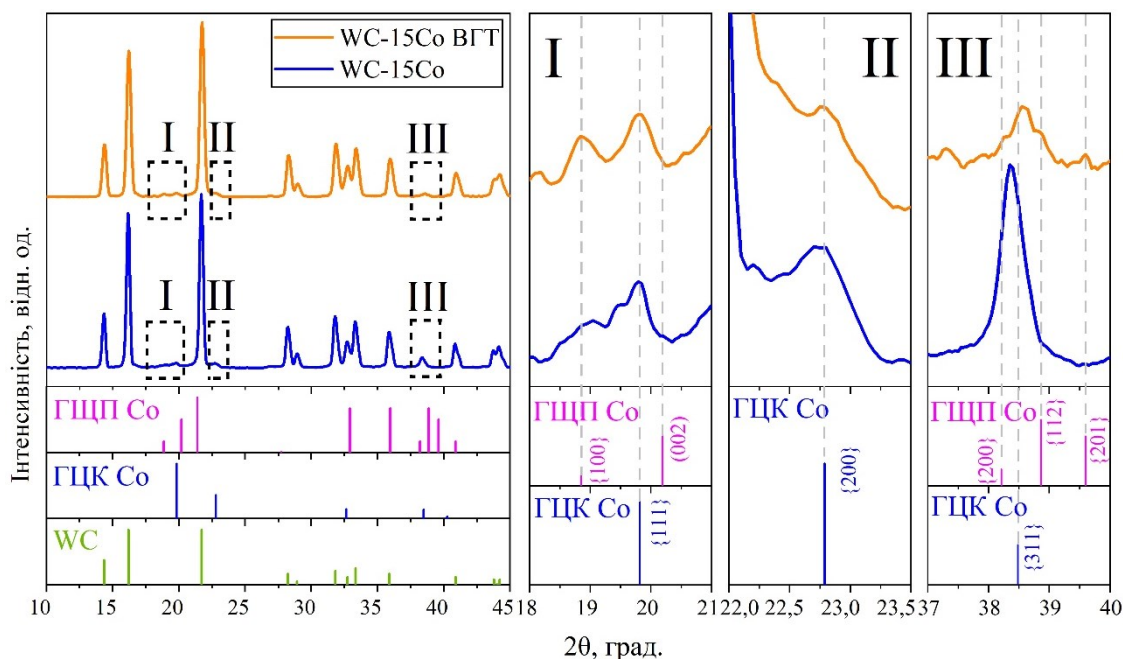 WC-15Co ВГТ
WC-15Co
I
II
III
I
II
III
I
II
III
Інтенсивність, відн. од.
ГЩП Co
ГЦК Co
WC
ГЩП Co
{100}
(002)
ГЦК Co
{111}
ГЦК Co
{200}
ГЩП Co
{200}
{112}
{201}
ГЦК Co
{311}
10 15 20 25 30 35 40 45
18 19 20 21
22,0 22,5 23,0 23,5
37 38 39 40
2θ, град.